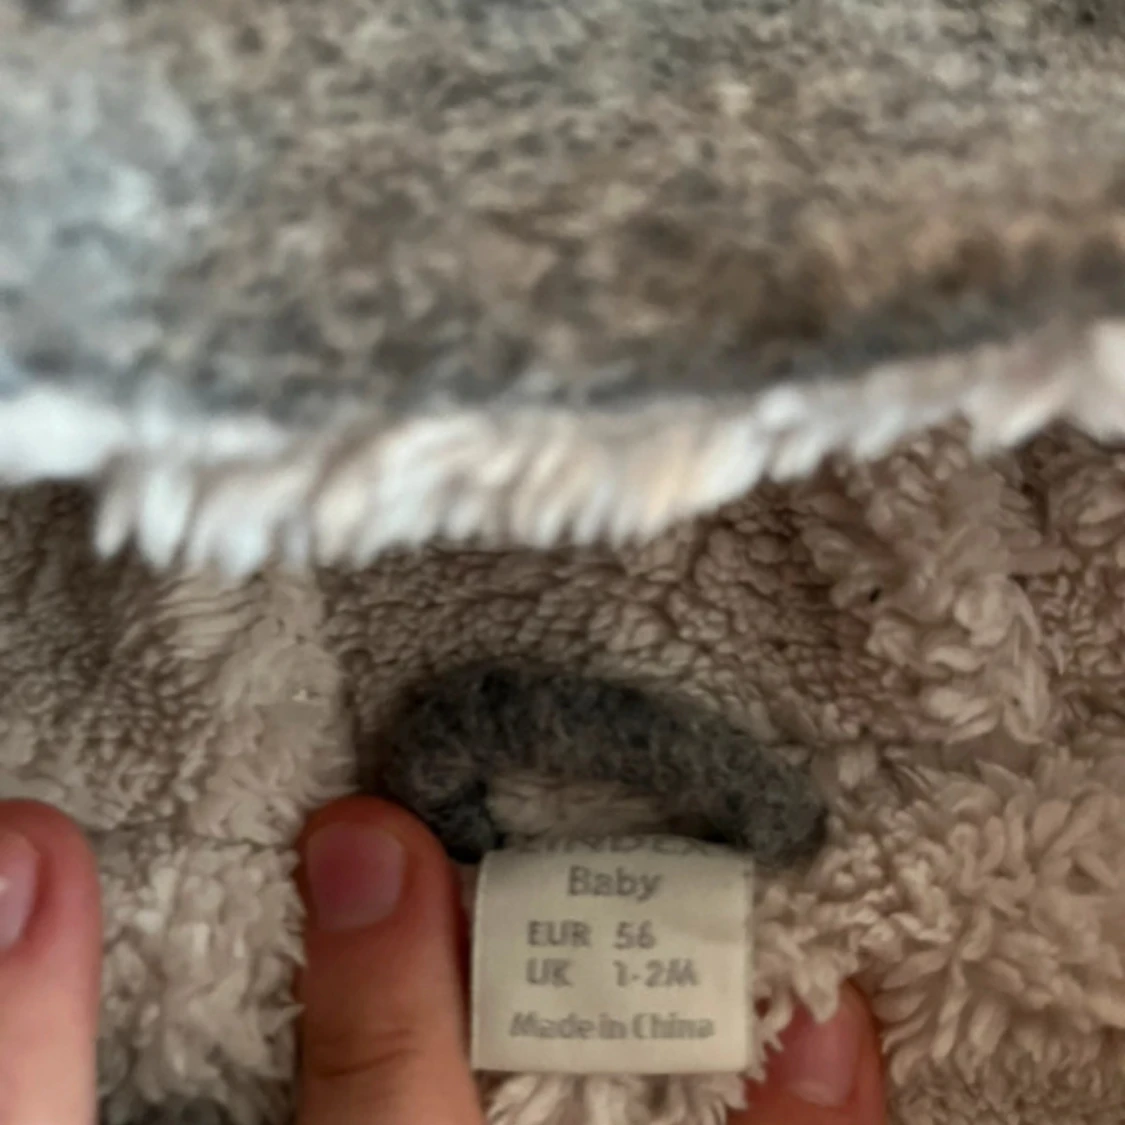 Baby
EUR 56
UK 1-2M
Made in China